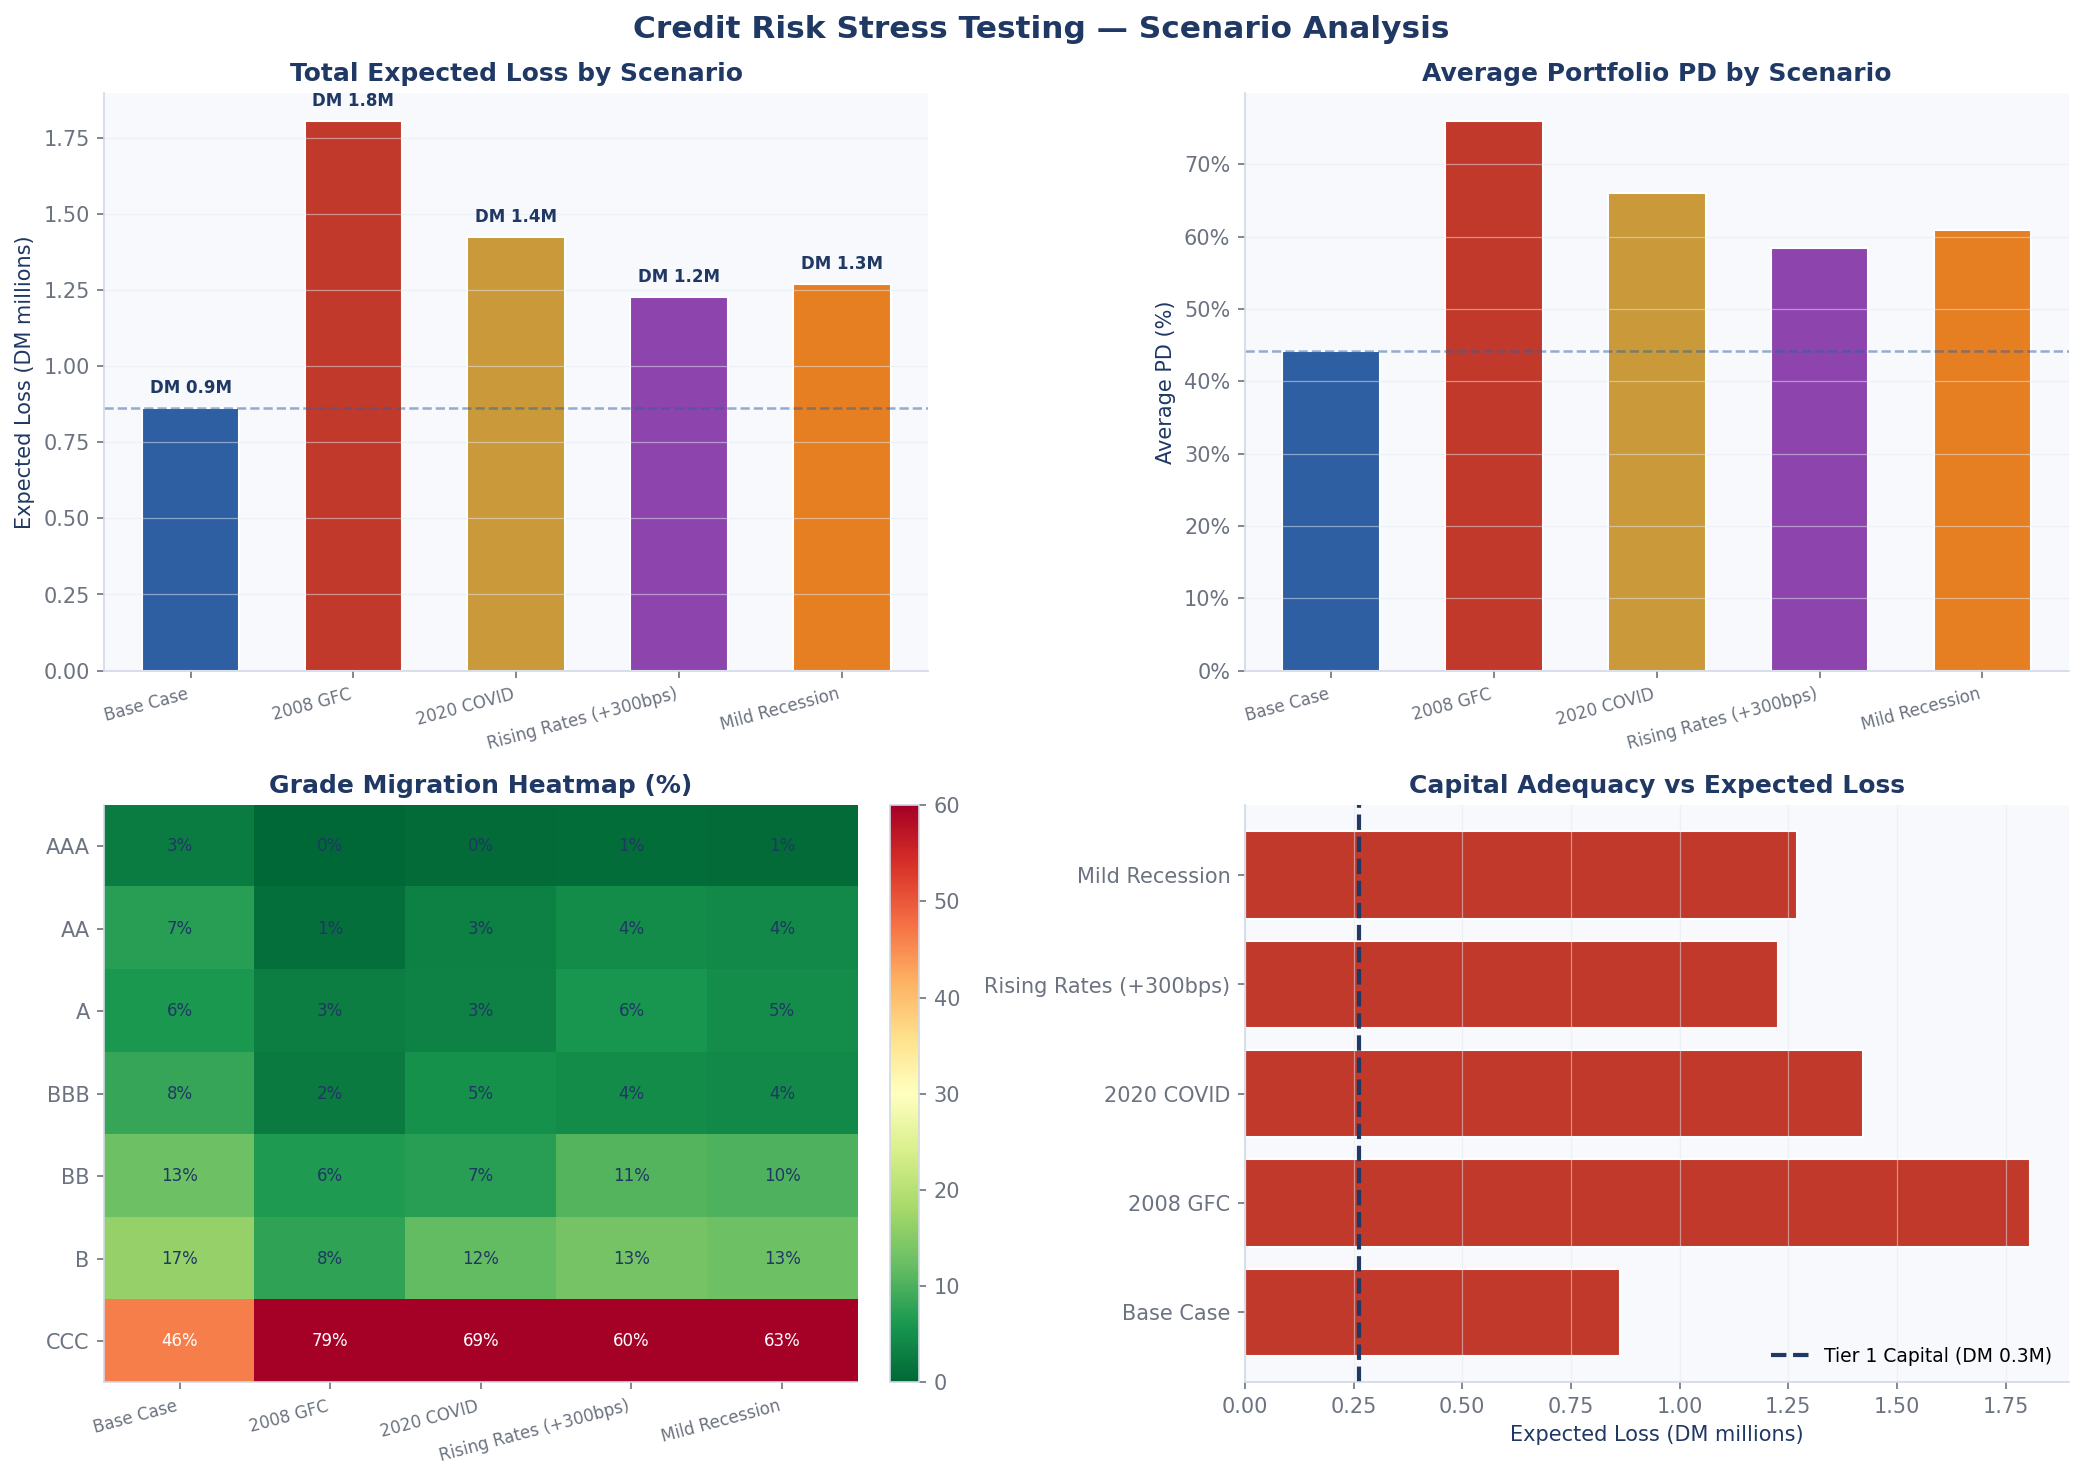 Credit Risk Stress Testing — Scenario Analysis
Total Expected Loss by Scenario
Expected Loss (DM millions)
1.75
1.50
1.25
1.00
0.75
0.50
0.25
0.00
DM 0.9M
DM 1.8M
DM 1.4M
DM 1.2M
DM 1.3M
Base Case
2008 GFC
2020 COVID
Rising Rates (+300bps)
Mild Recession
Average Portfolio PD by Scenario
Average PD (%)
70%
60%
50%
40%
30%
20%
10%
0%
Base Case
2008 GFC
2020 COVID
Rising Rates (+300bps)
Mild Recession
Grade Migration Heatmap (%)
AAA 3% 0% 0% 1% 1%
AA 7% 1% 3% 4% 4%
A 6% 3% 3% 6% 5%
BBB 8% 2% 5% 4% 4%
BB 13% 6% 7% 11% 10%
B 17% 8% 12% 13% 13%
CCC 46% 79% 69% 60% 63%
Base Case
2008 GFC
2020 COVID
Rising Rates (+300bps)
Mild Recession
60
50
40
30
20
10
0
Capital Adequacy vs Expected Loss
Mild Recession
Rising Rates (+300bps)
2020 COVID
2008 GFC
Base Case
Tier 1 Capital (DM 0.3M)
0.00 0.25 0.50 0.75 1.00 1.25 1.50 1.75
Expected Loss (DM millions)